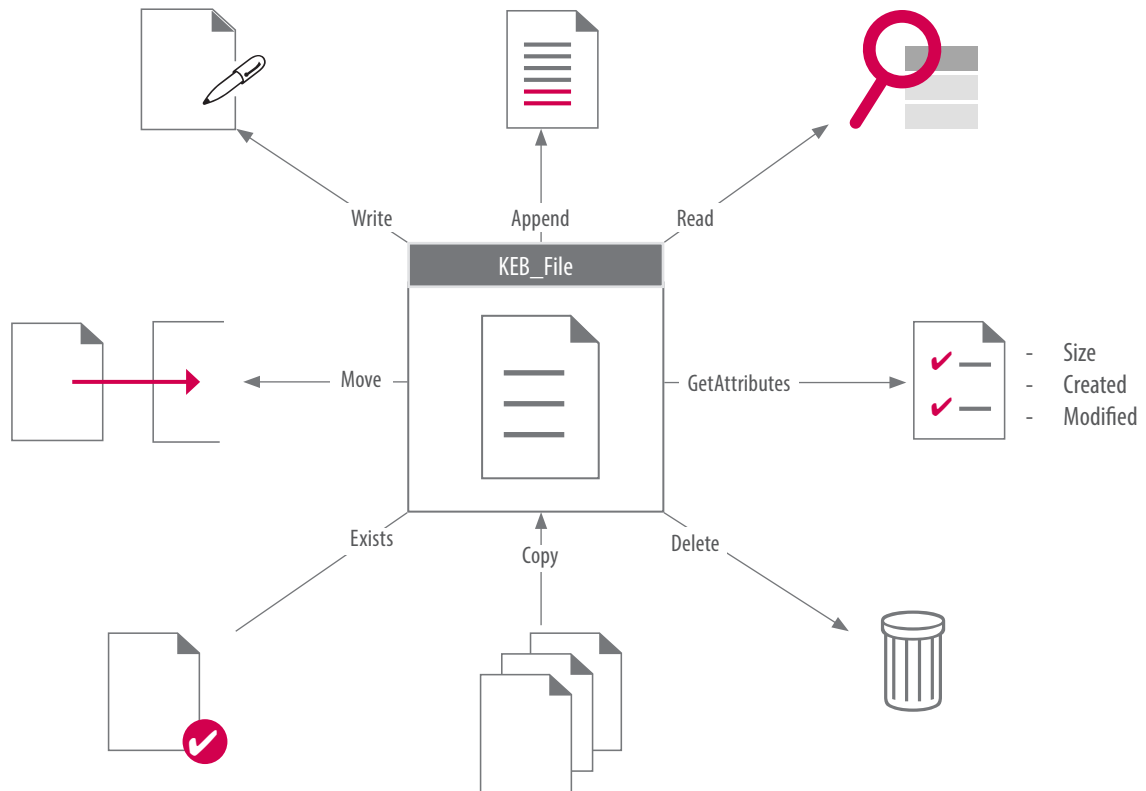 Write
Append
Read
KEB_File
Move
GetAttributes
- Size
- Created
- Modified
Exists
Copy
Delete